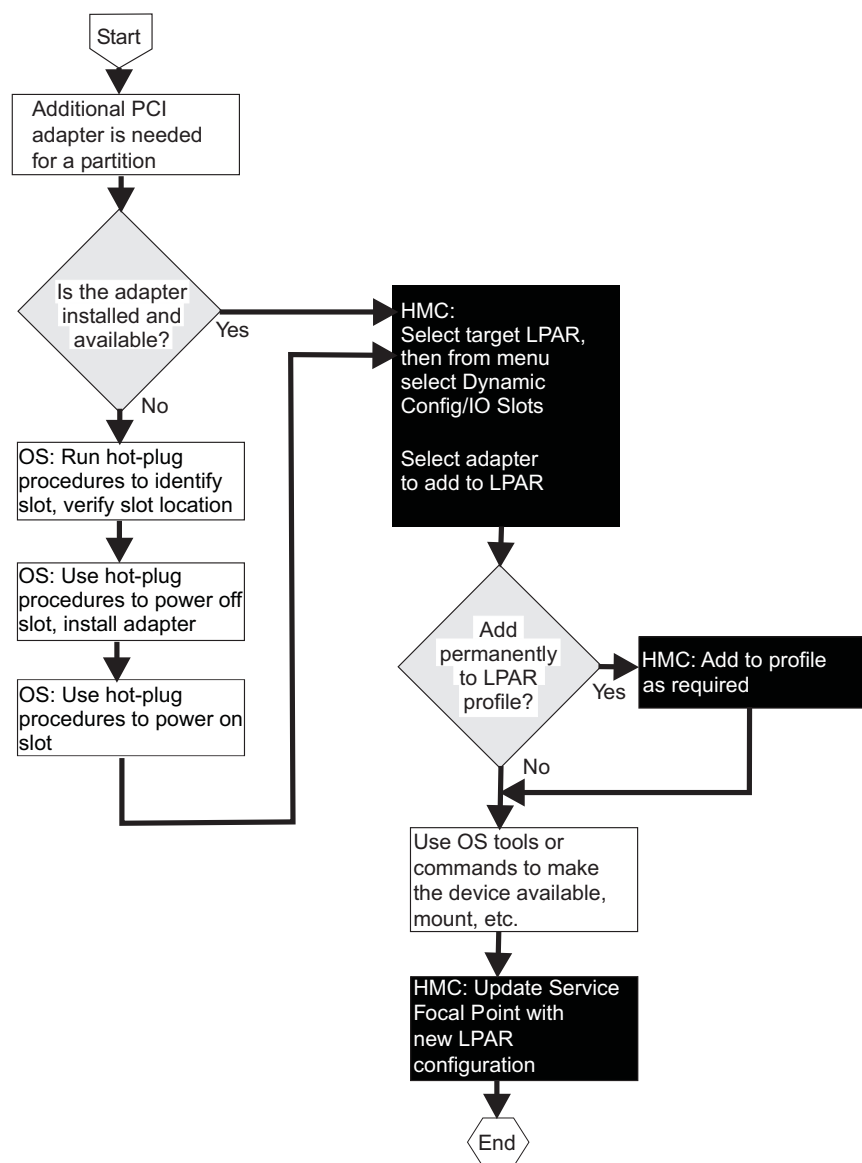 Start
Additional PCI
adapter is needed
for a partition
Is the adapter
installed and
available?
Yes
No
OS: Run hot-plug
procedures to identify
slot, verify slot location
OS: Use hot-plug
procedures to power off
slot, install adapter
OS: Use hot-plug
procedures to power on
slot
HMC:
Select target LPAR,
then from menu
select Dynamic
Config/IO Slots
Select adapter
to add to LPAR
Add
permanently
to LPAR
profile?
Yes
HMC: Add to profile
as required
No
Use OS tools or
commands to make
the device available,
mount, etc.
HMC: Update Service
Focal Point with
new LPAR
configuration
End